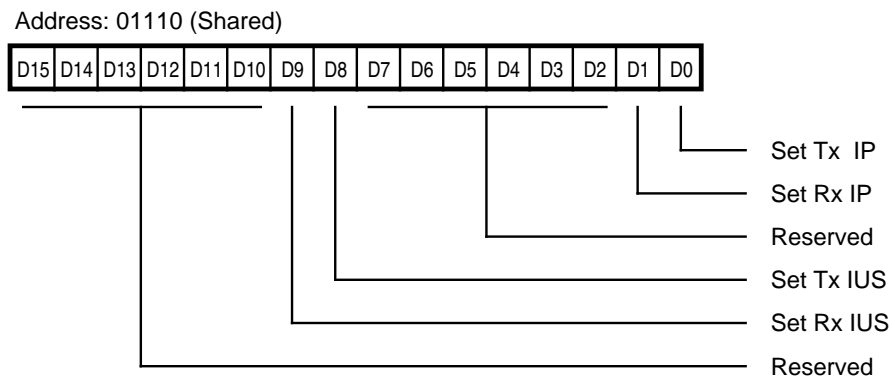 Address: 01110 (Shared)
D15 D14 D13 D12 D11 D10 D9 D8 D7 D6 D5 D4 D3 D2 D1 D0
Set Tx IP
Set Rx IP
Reserved
Set Tx IUS
Set Rx IUS
Reserved